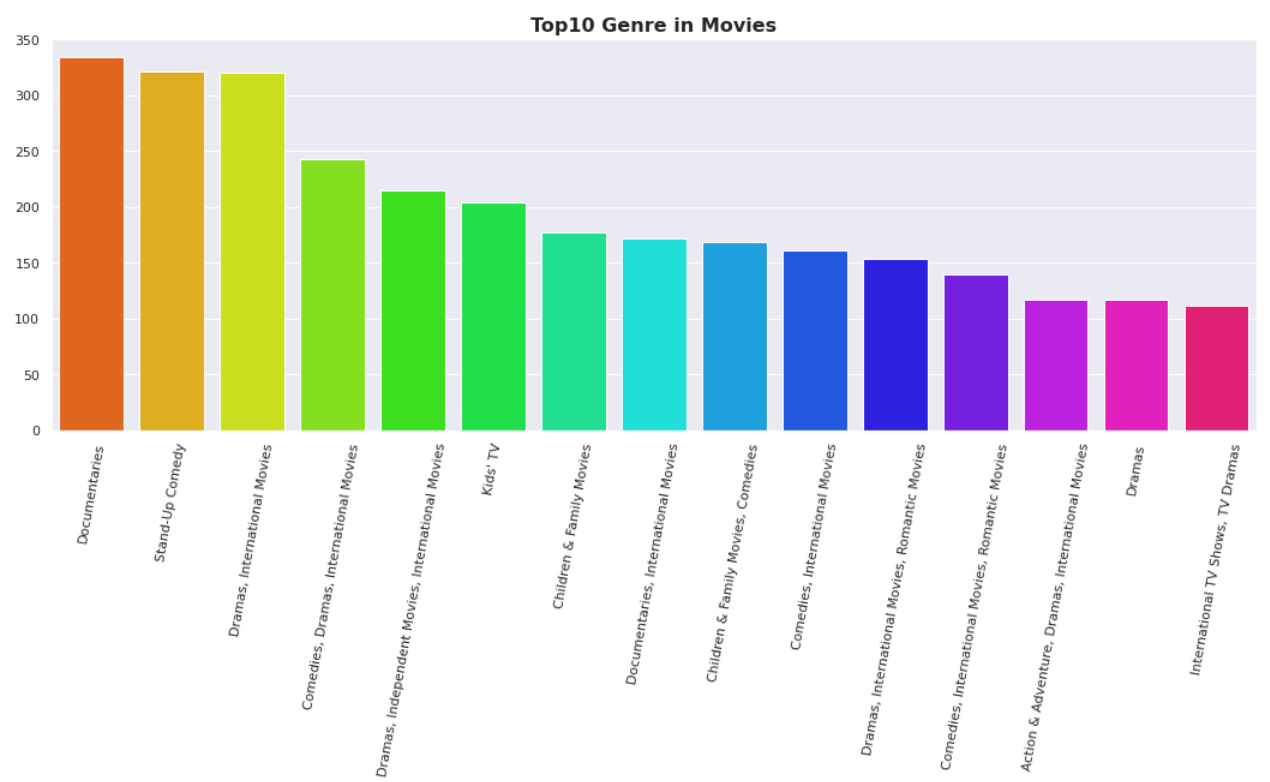 Top10 Genre in Movies
350
300
250
200
150
100
50
0
Documentaries
Stand-Up Comedy
Dramas, International Movies
Comedies, Dramas, International Movies
Dramas, Independent Movies, International Movies
Kids' TV
Children & Family Movies
Documentaries, International Movies
Children & Family Movies, Comedies
Comedies, International Movies
Dramas, International Movies, Romantic Movies
Comedies, International Movies, Romantic Movies
Action & Adventure, Dramas, International Movies
Dramas
International TV Shows, TV Dramas